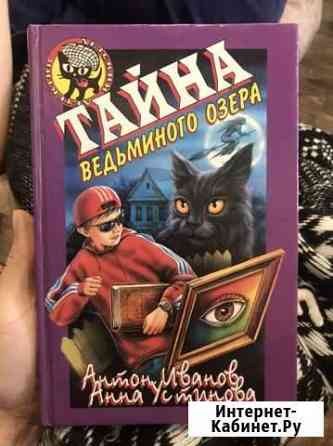 ТАЙНА
ВЕДЬМИНОГО ОЗЕРА
Антон Иванов
Анна Устинова
Интернет-
Кабинет.Ру